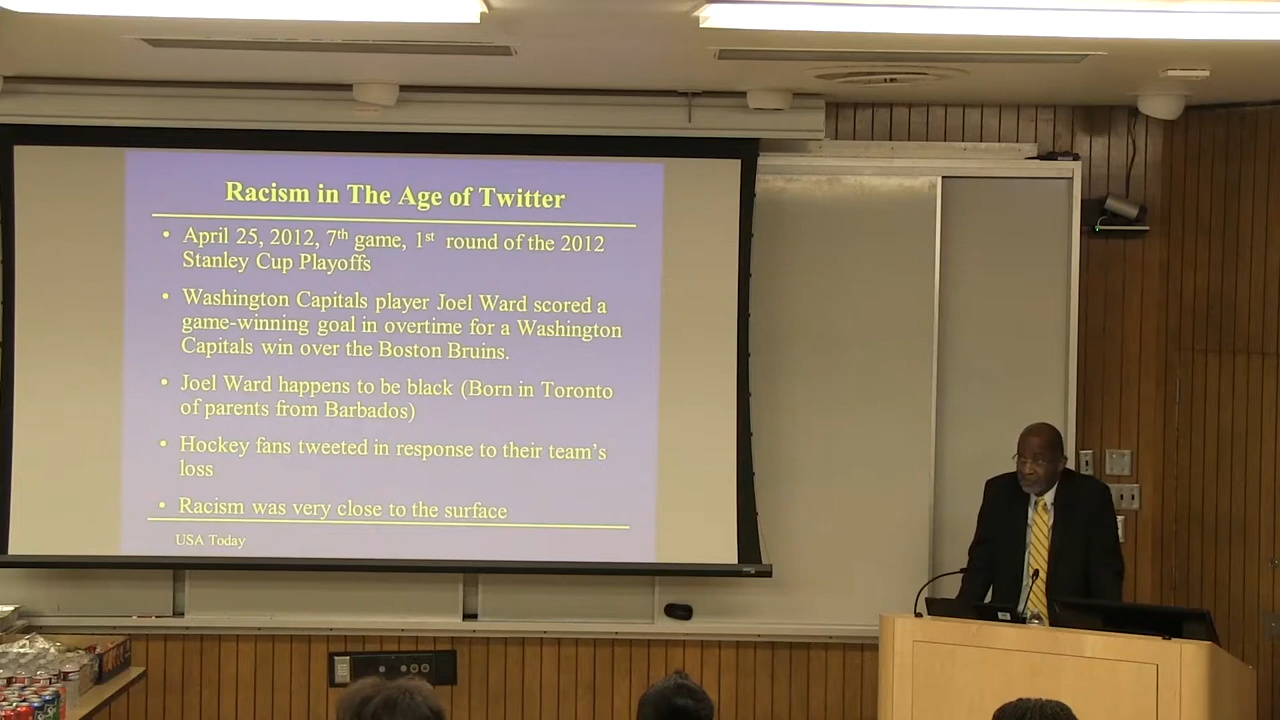 Racism in The Age of Twitter
• April 25, 2012, 7th game, 1st round of the 2012
Stanley Cup Playoffs
• Washington Capitals player Joel Ward scored a
game-winning goal in overtime for a Washington
Capitals win over the Boston Bruins.
• Joel Ward happens to be black (Born in Toronto
of parents from Barbados)
• Hockey fans tweeted in response to their team's
loss
• Racism was very close to the surface
USA Today